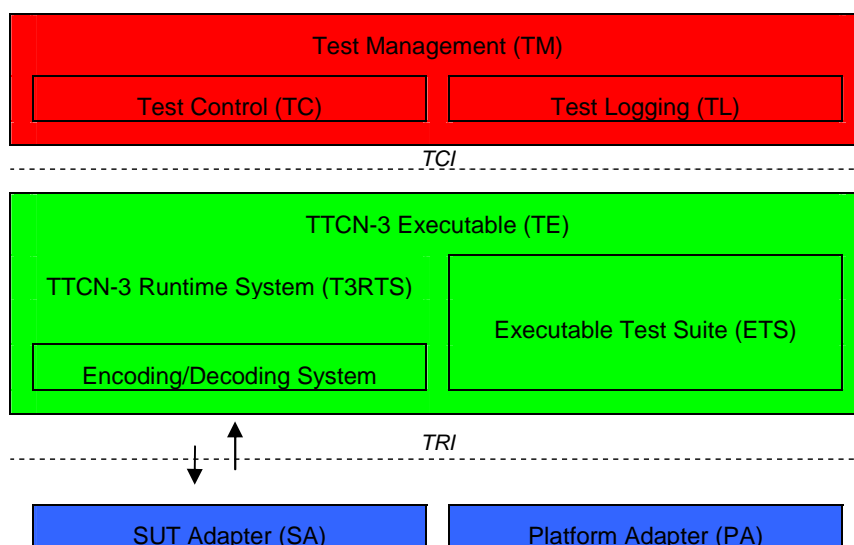 Test Management (TM)
Test Control (TC)
Test Logging (TL)
TCI
TTCN-3 Executable (TE)
TTCN-3 Runtime System (T3RTS)
Executable Test Suite (ETS)
Encoding/Decoding System
TRI
SUT Adapter (SA)
Platform Adapter (PA)